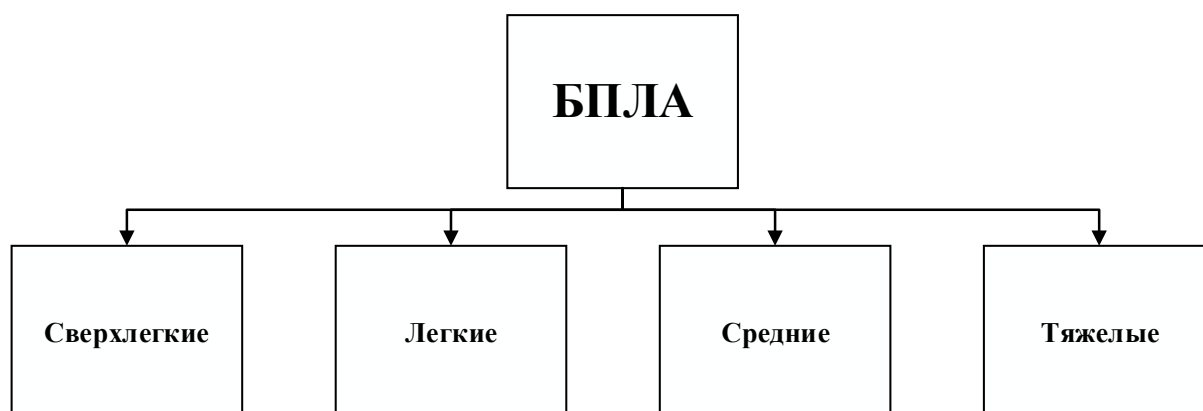 БПЛА
Сверхлегкие
Легкие
Средние
Тяжелые